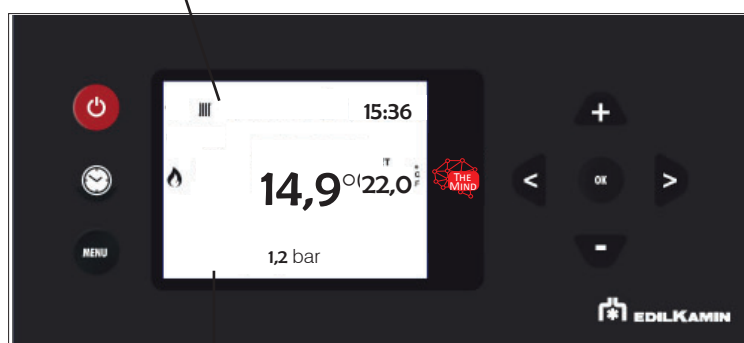 15:36
14,9°(22,0
°C
F
THE
MIND
OK
MENU
1,2 bar
EDILKAMIN